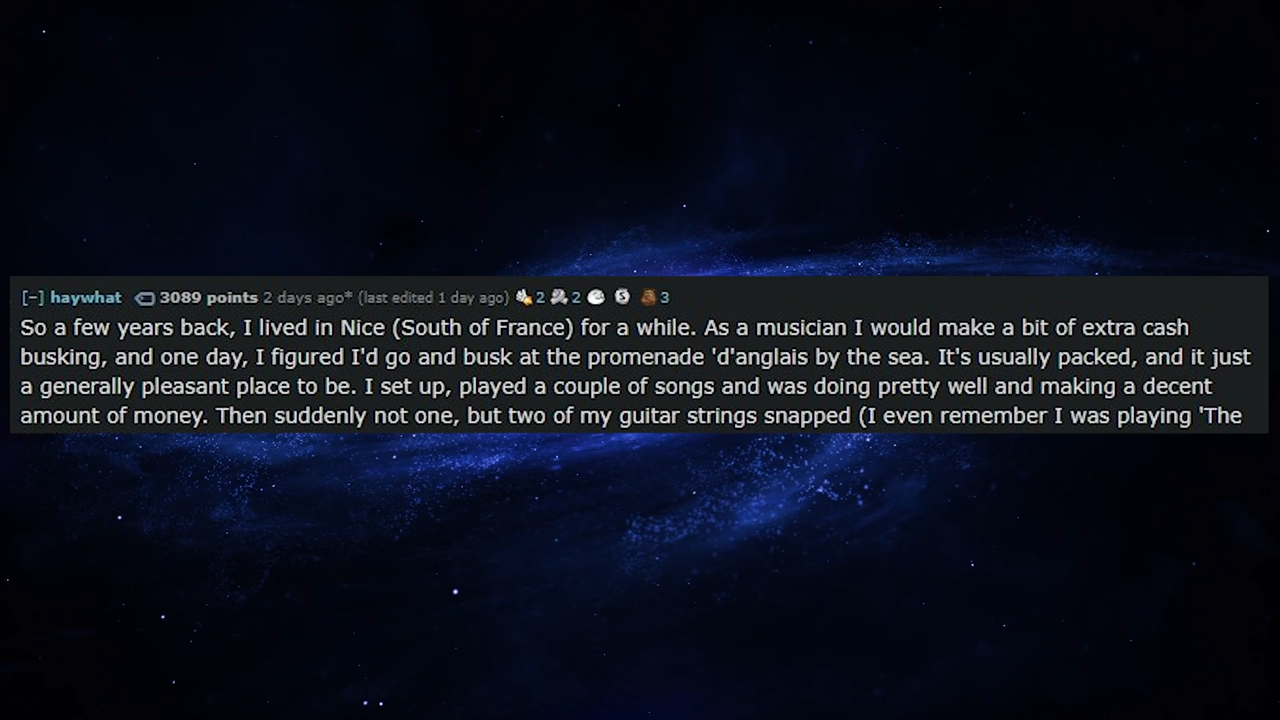 [−] haywhat 3089 points 2 days ago* (last edited 1 day ago) 2 2 3
So a few years back, I lived in Nice (South of France) for a while. As a musician I would make a bit of extra cash
busking, and one day, I figured I'd go and busk at the promenade 'd'anglais by the sea. It's usually packed, and it just
a generally pleasant place to be. I set up, played a couple of songs and was doing pretty well and making a decent
amount of money. Then suddenly not one, but two of my guitar strings snapped (I even remember I was playing 'The